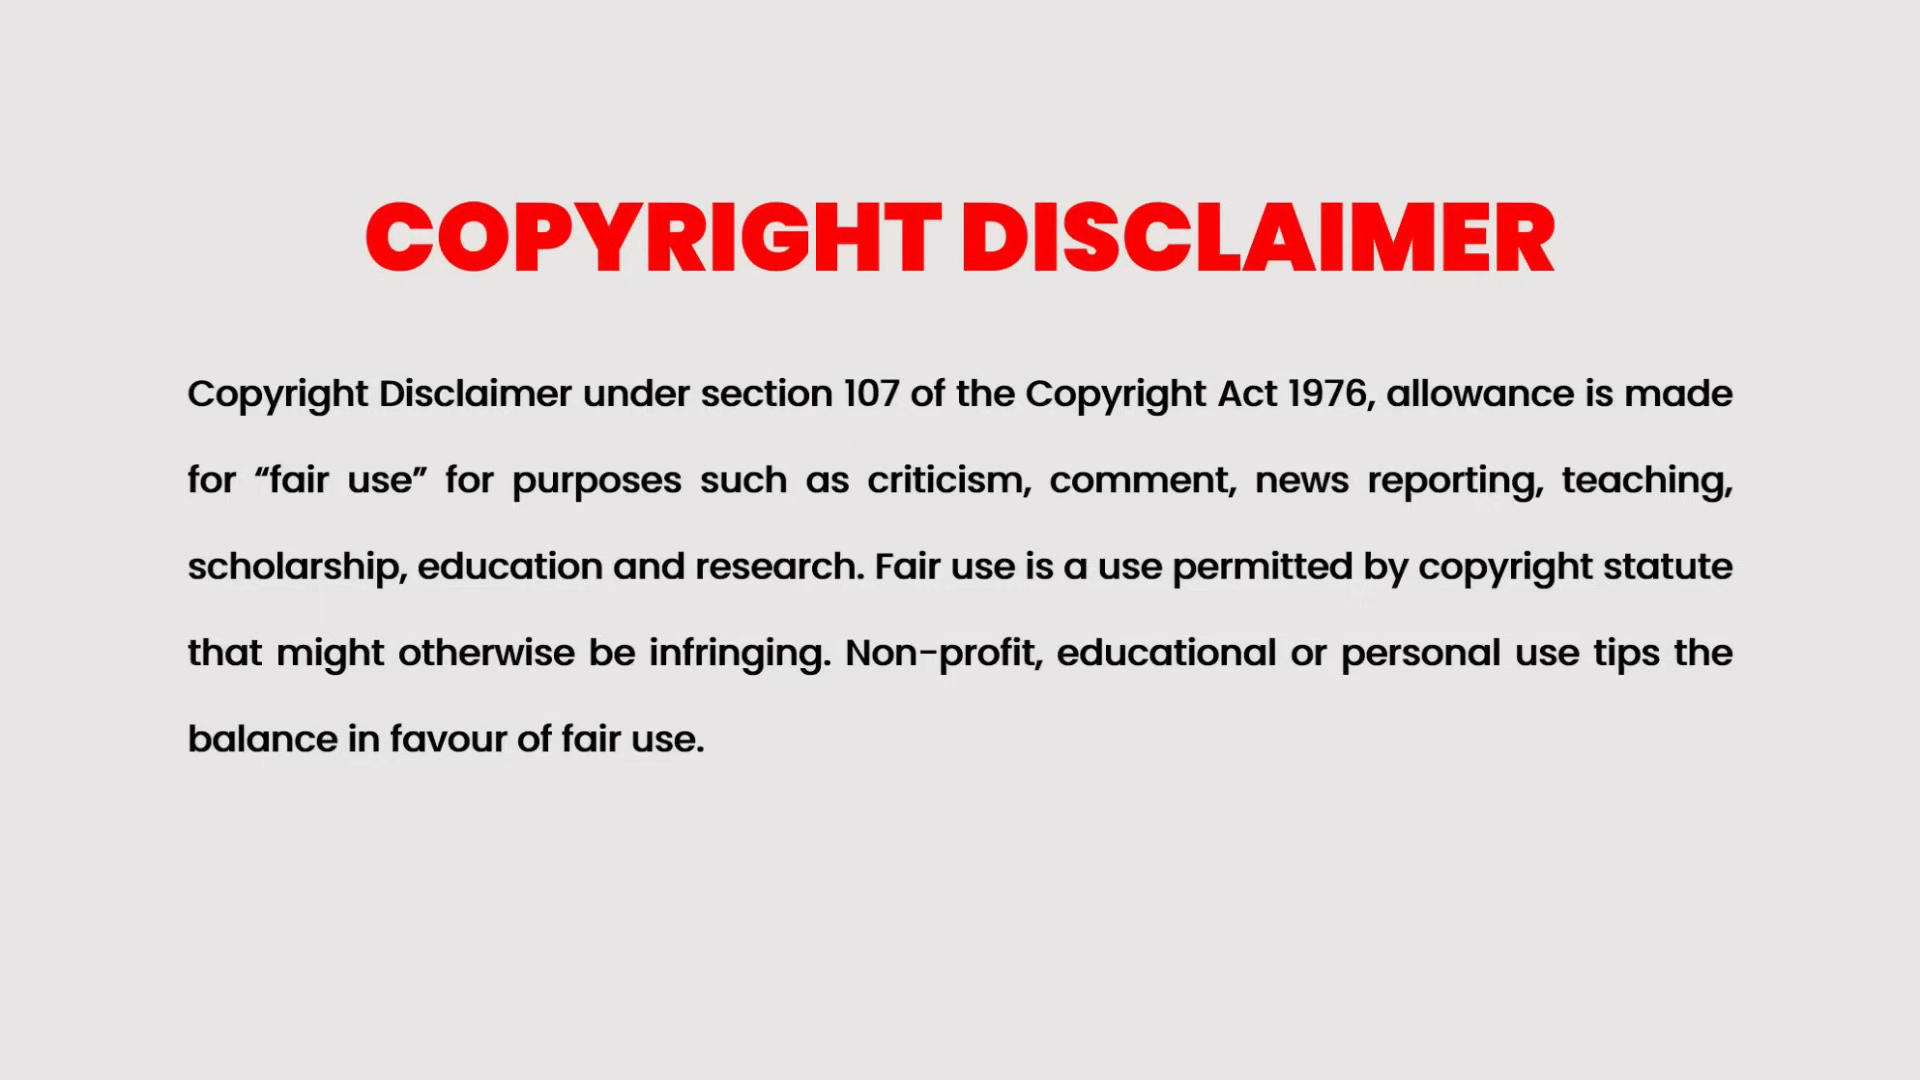 COPYRIGHT DISCLAIMER
Copyright Disclaimer under section 107 of the Copyright Act 1976, allowance is made
for “fair use” for purposes such as criticism, comment, news reporting, teaching,
scholarship, education and research. Fair use is a use permitted by copyright statute
that might otherwise be infringing. Non-profit, educational or personal use tips the
balance in favour of fair use.